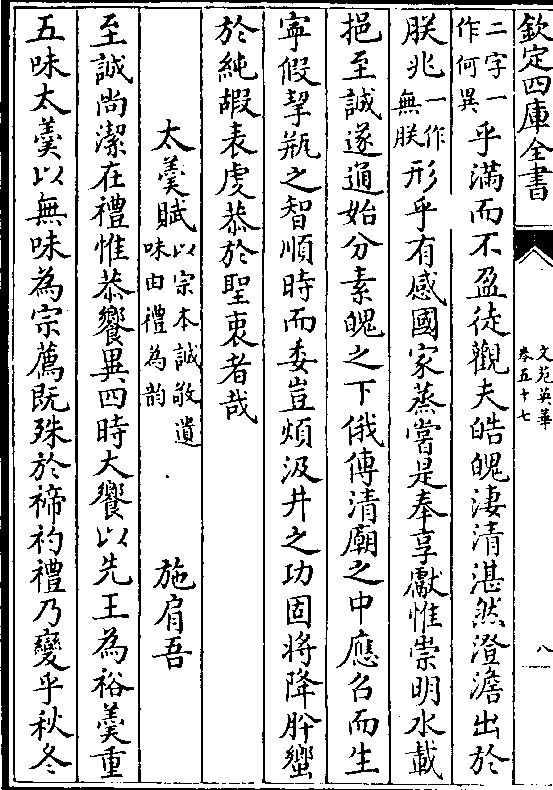 欽定四庫全書
文苑英華
卷五十七
八
二字一
作何異
乎滿而不盈徒觀夫皓魄淒清湛然澄澹出於
朕兆
一作
無朕
形乎有感國家蒸嘗是奉享獻惟崇明水載
挹至誠遂通始分素魄之下俄傳清廟之中應召而生
寕假挈瓶之智順時而委豈煩汲井之功固將降肸蠁
於純嘏表虔恭於聖衷者哉
太羮賦
以宗本誠敬遺
味由禮為韵
施肩吾
至誠尚潔在禮惟恭饗異四時大饗以先王為祫羮重
五味太羮以無味為宗薦既殊於禘礿禮乃變乎秋冬